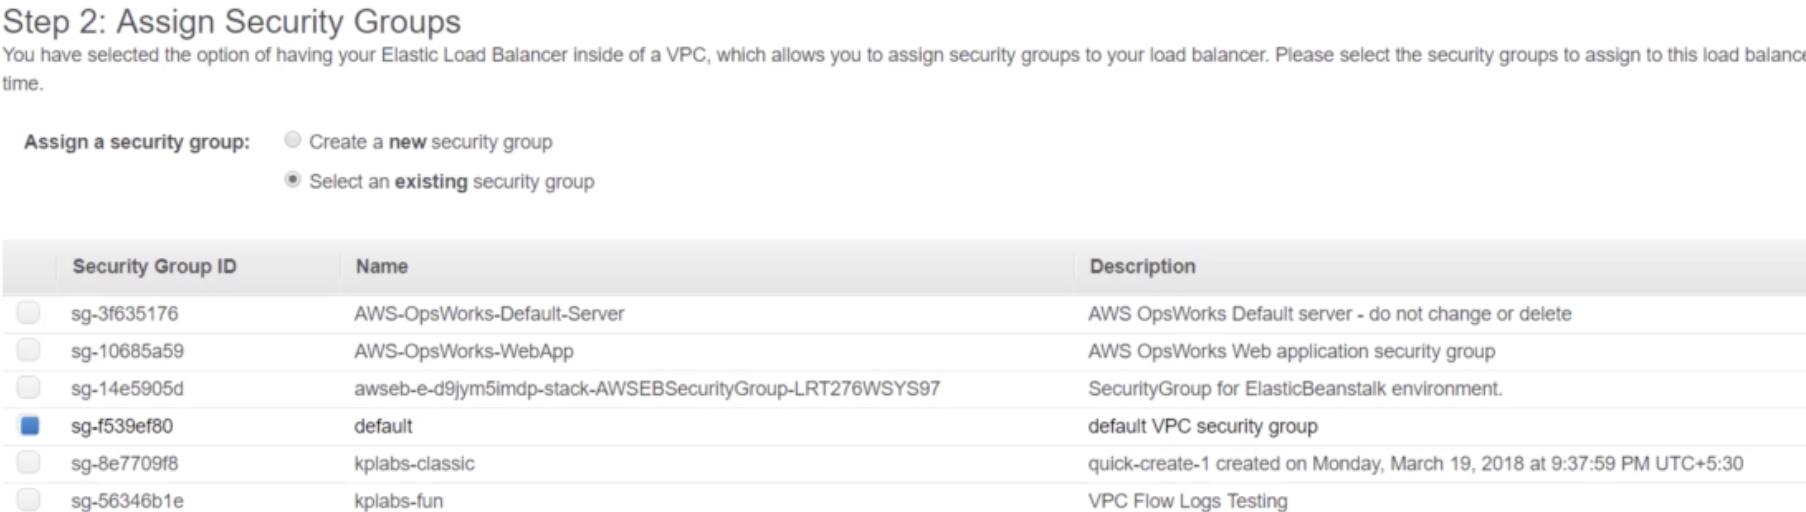 Step 2: Assign Security Groups
You have selected the option of having your Elastic Load Balancer inside of a VPC, which allows you to assign security groups to your load balancer. Please select the security groups to assign to this load balance
time.
Assign a security group: Create a new security group
Select an existing security group
Security Group ID Name Description
sg-3f635176 AWS-OpsWorks-Default-Server AWS OpsWorks Default server - do not change or delete
sg-10685a59 AWS-OpsWorks-WebApp AWS OpsWorks Web application security group
sg-14e5905d awseb-e-d9jym5imdp-stack-AWSEBSecurityGroup-LRT276WSYS97 SecurityGroup for ElasticBeanstalk environment.
sg-f539ef80 default default VPC security group
sg-8e7709f8 kplabs-classic quick-create-1 created on Monday, March 19, 2018 at 9:37:59 PM UTC+5:30
sg-56346b1e kplabs-fun VPC Flow Logs Testing